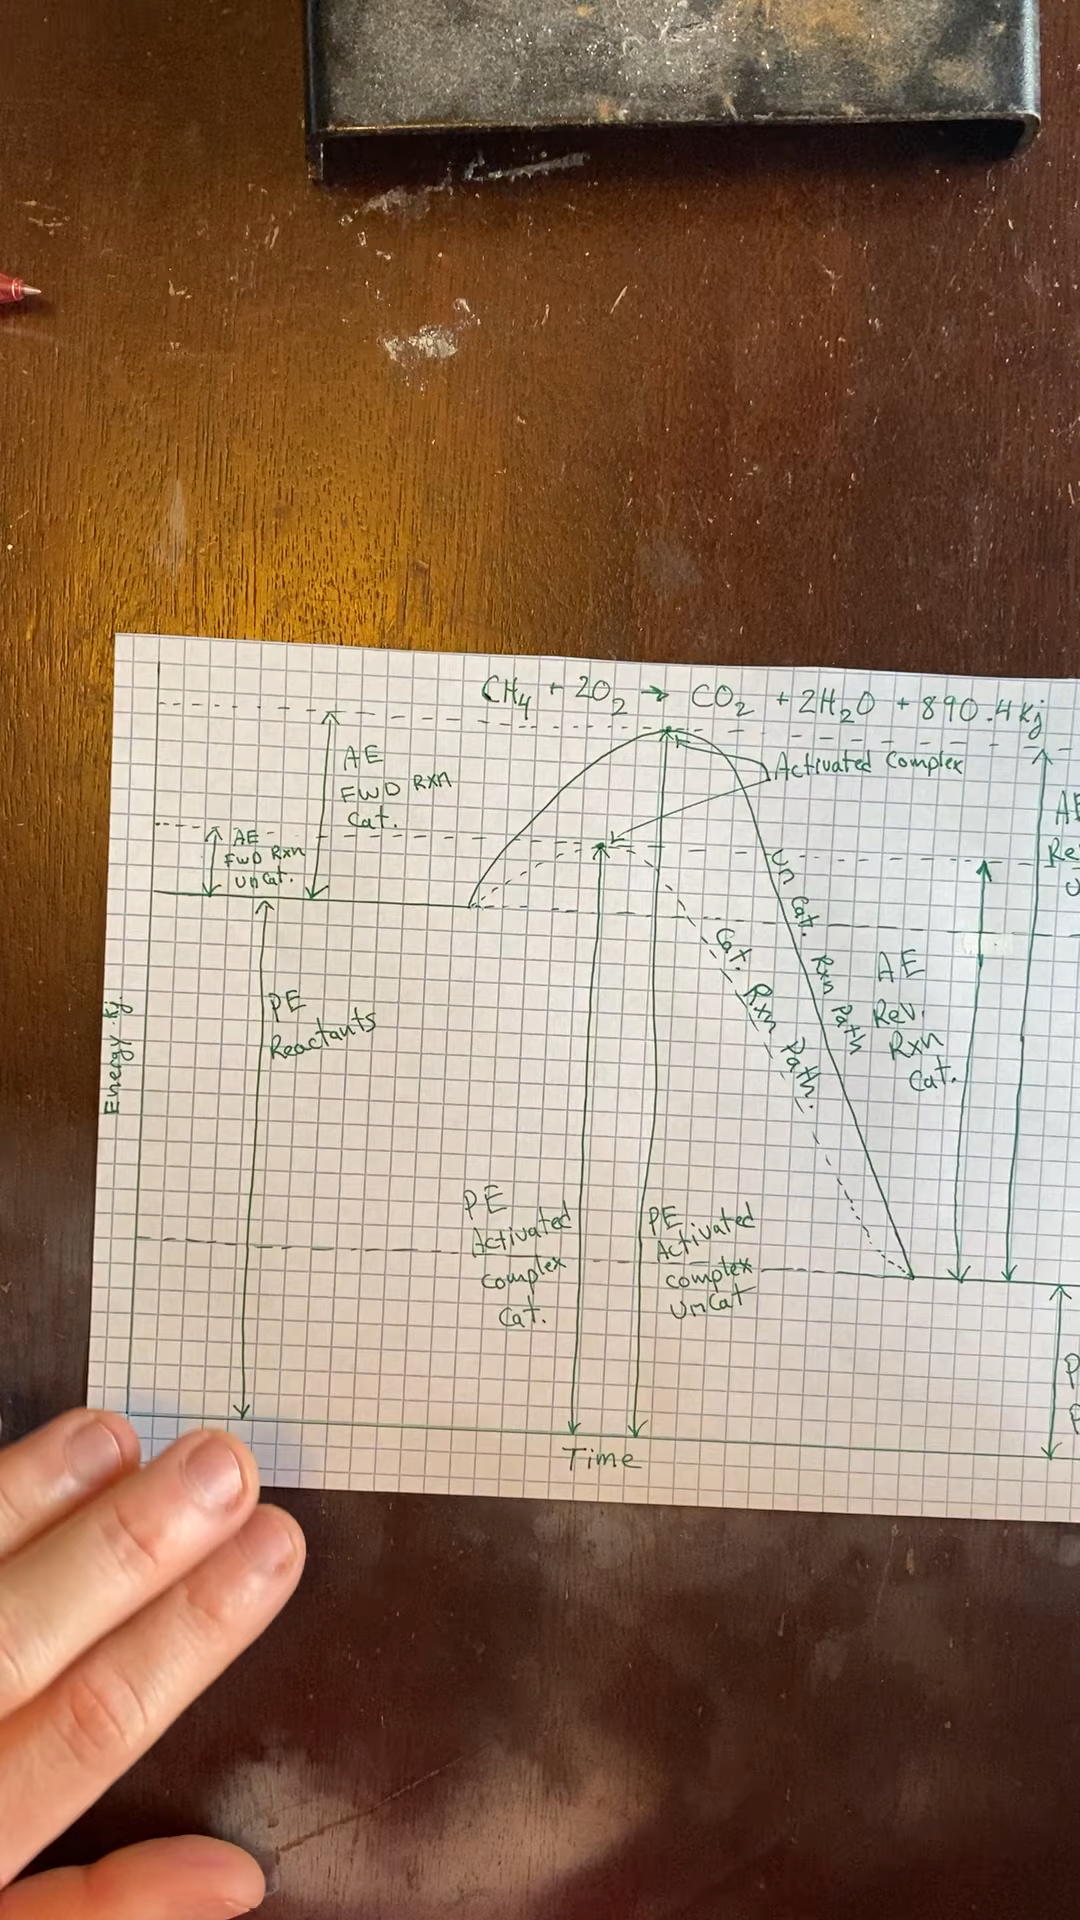 CH₄ + 2O₂ → CO₂ + 2H₂O + 890.4 Kj
Activated Complex
AE
FWD RXn
Cat.
AE
FWD Rxn
UnCat.
PE
Reactants
Energy Kj
Un Cat. Rxn Path
Cat. Rxn Path.
AE
Rev.
Rxn
Cat.
AE
Re
U
PE
Activated
Complex
Cat.
PE
Activated
complex
UnCat
P
P
Time